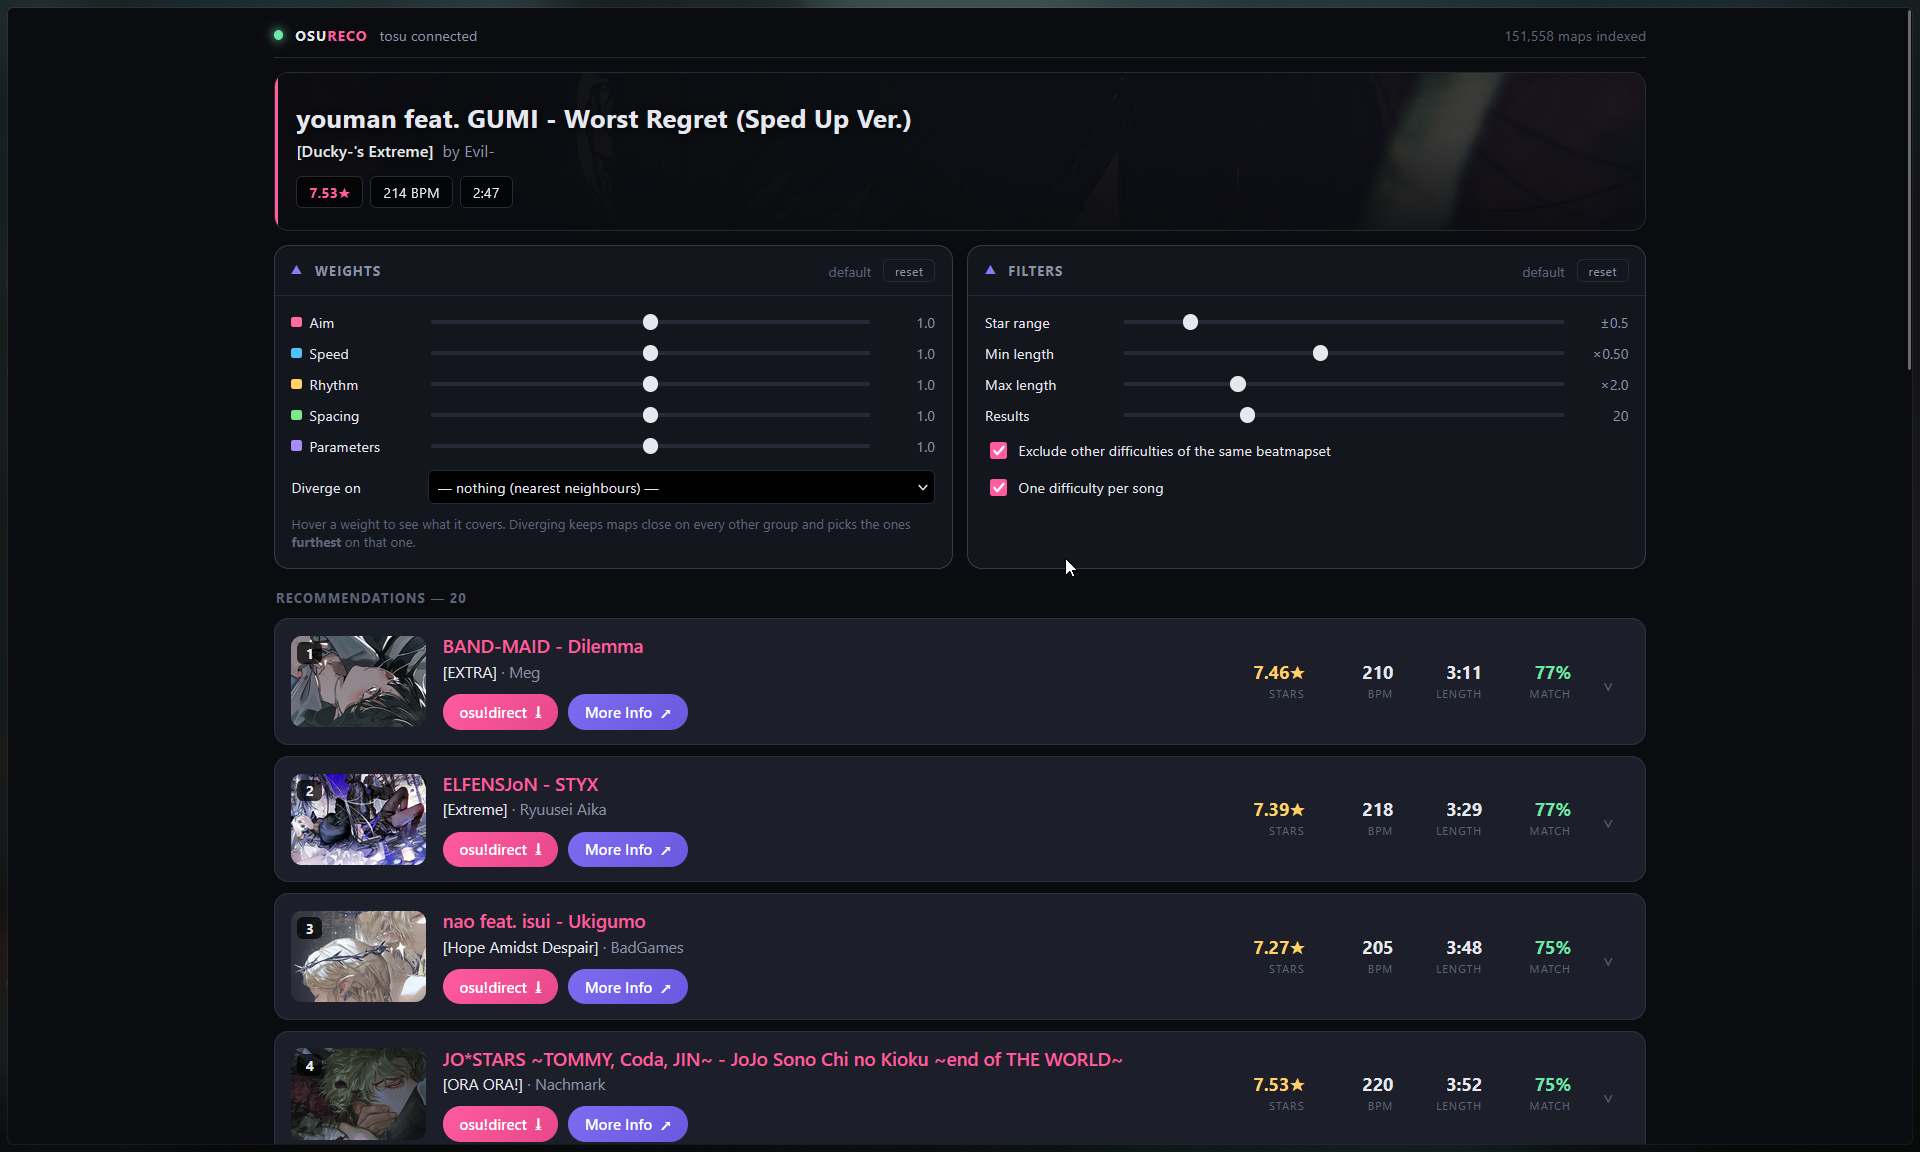 OSURECO tosu connected 151,558 maps indexed
youman feat. GUMI - Worst Regret (Sped Up Ver.)
[Ducky-'s Extreme] by Evil-
7.53★ 214 BPM 2:47
WEIGHTS default reset
Aim 1.0
Speed 1.0
Rhythm 1.0
Spacing 1.0
Parameters 1.0
Diverge on — nothing (nearest neighbours) —
Hover a weight to see what it covers. Diverging keeps maps close on every other group and picks the ones
furthest on that one.
FILTERS default reset
Star range ±0.5
Min length ×0.50
Max length ×2.0
Results 20
Exclude other difficulties of the same beatmapset
One difficulty per song
RECOMMENDATIONS — 20
1
BAND-MAID - Dilemma
[EXTRA] · Meg
osu!direct ⤓ More Info ↗
7.46★ 210 3:11 77%
STARS BPM LENGTH MATCH
2
ELFENSJoN - STYX
[Extreme] · Ryuusei Aika
osu!direct ⤓ More Info ↗
7.39★ 218 3:29 77%
STARS BPM LENGTH MATCH
3
nao feat. isui - Ukigumo
[Hope Amidst Despair] · BadGames
osu!direct ⤓ More Info ↗
7.27★ 205 3:48 75%
STARS BPM LENGTH MATCH
4
JO*STARS ~TOMMY, Coda, JIN~ - JoJo Sono Chi no Kioku ~end of THE WORLD~
[ORA ORA!] · Nachmark
osu!direct ⤓ More Info ↗
7.53★ 220 3:52 75%
STARS BPM LENGTH MATCH